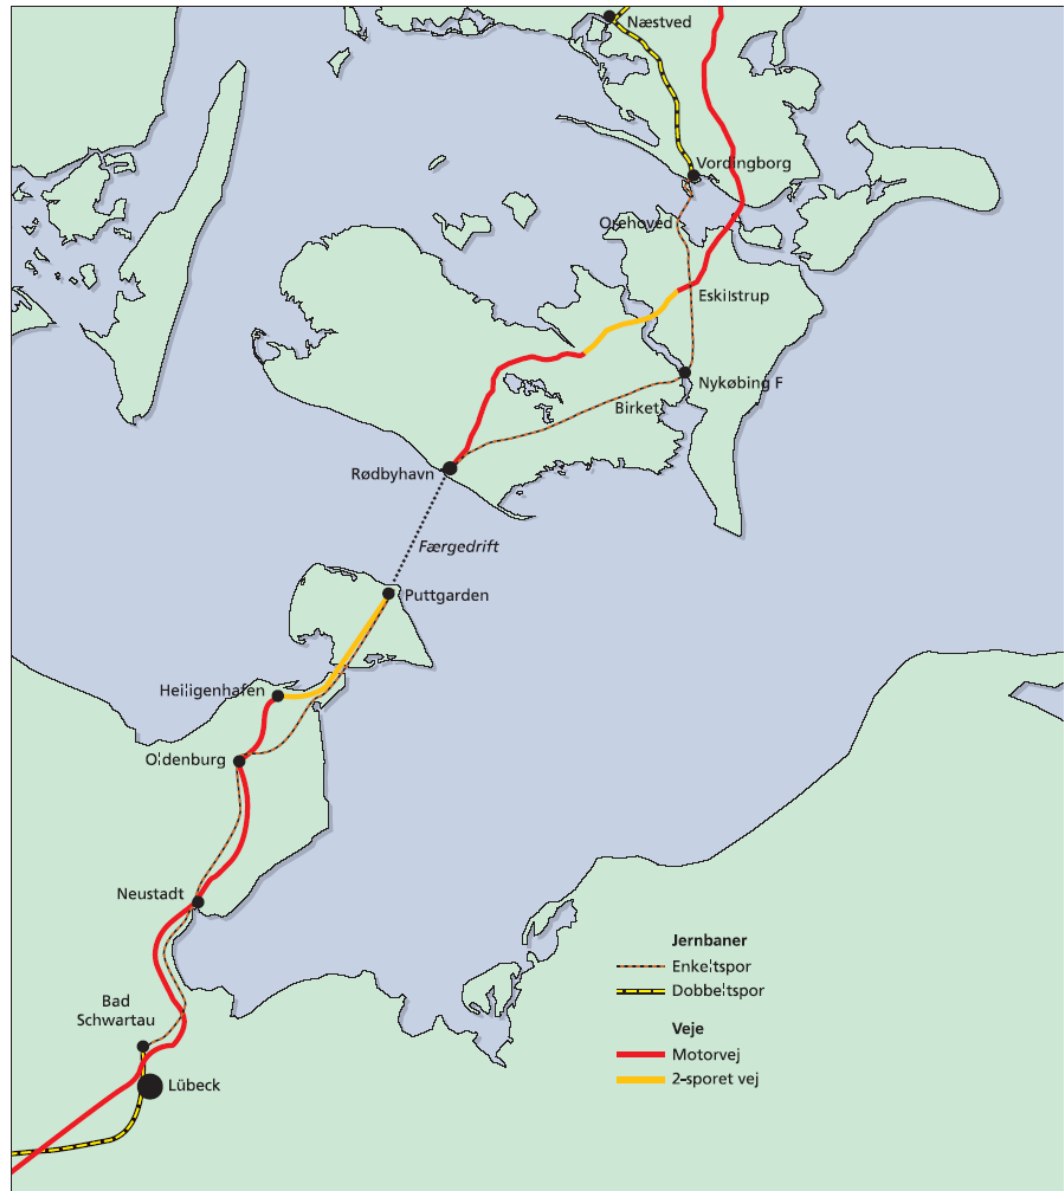 Næstved
Vordingborg
Orehoved
Eskilstrup
Nykøbing F
Birket
Rødbyhavn
Færgedrift
Puttgarden
Heiligenhafen
Oldenburg
Neustadt
Bad
Schwartau
Lübeck
Jernbaner
Enkeltspor
Dobbeltspor
Veje
Motorvej
2-sporet vej